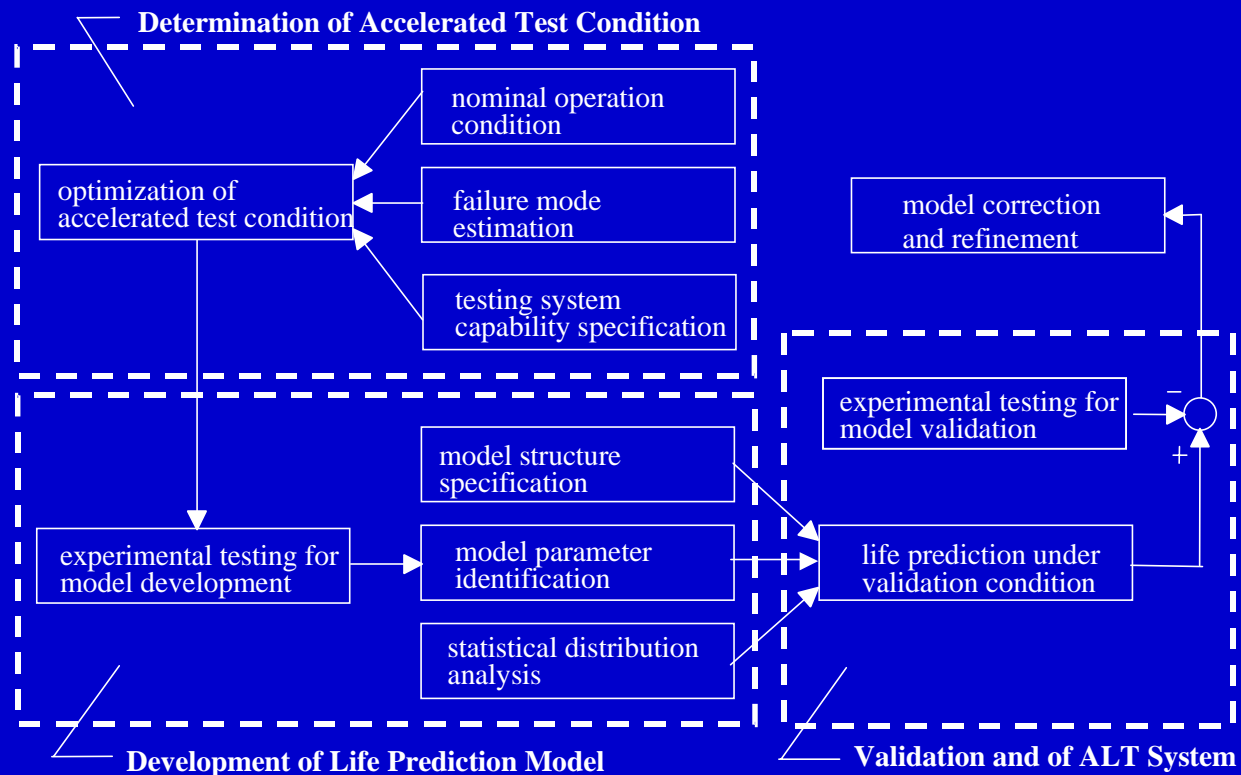 Determination of Accelerated Test Condition
nominal operation
condition
optimization of
accelerated test condition
failure mode
estimation
testing system
capability specification
model correction
and refinement
experimental testing for
model validation
−
+
model structure
specification
experimental testing for
model development
model parameter
identification
life prediction under
validation condition
statistical distribution
analysis
Development of Life Prediction Model
Validation and of ALT System